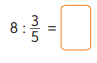 8 : 3/5 =